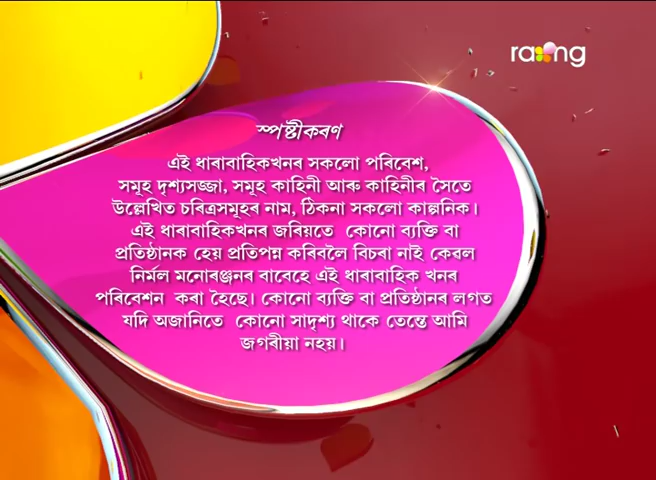 raong
স্পষ্টীকৰণ
এই ধাৰাবাহিকখনৰ সকলো পৰিবেশ,
সমূহ দৃশ্যসজ্জা, সমূহ কাহিনী আৰু কাহিনীৰ সৈতে
উল্লেখিত চৰিত্ৰসমূহৰ নাম, ঠিকনা সকলো কাল্পনিক।
এই ধাৰাবাহিকখনৰ জৰিয়তে কোনো ব্যক্তি বা
প্ৰতিষ্ঠানক হেয় প্ৰতিপন্ন কৰিবলৈ বিচৰা নাই কেৱল
নিৰ্মল মনোৰঞ্জনৰ বাবেহে এই ধাৰাবাহিক খনৰ
পৰিবেশন কৰা হৈছে। কোনো ব্যক্তি বা প্ৰতিষ্ঠানৰ লগত
যদি অজানিতে কোনো সাদৃশ্য থাকে তেন্তে আমি
জগৰীয়া নহয়।